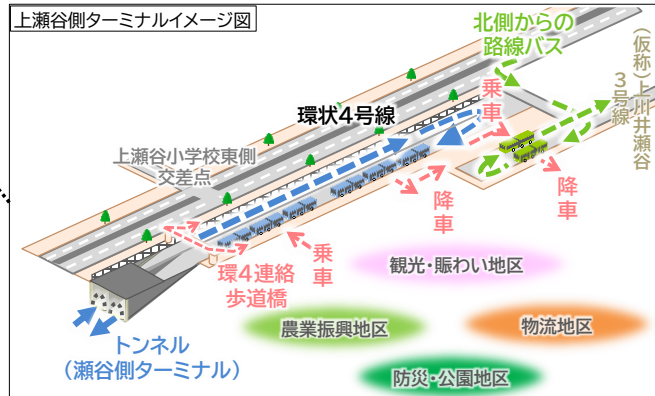 上瀬谷側ターミナルイメージ図
北側からの
路線バス
(仮称)上川井瀬谷
3号線
乗車
環状4号線
上瀬谷小学校東側
交差点
降車
降車
乗車
環4連絡
歩道橋
観光・賑わい地区
農業振興地区
物流地区
トンネル
(瀬谷側ターミナル)
防災・公園地区